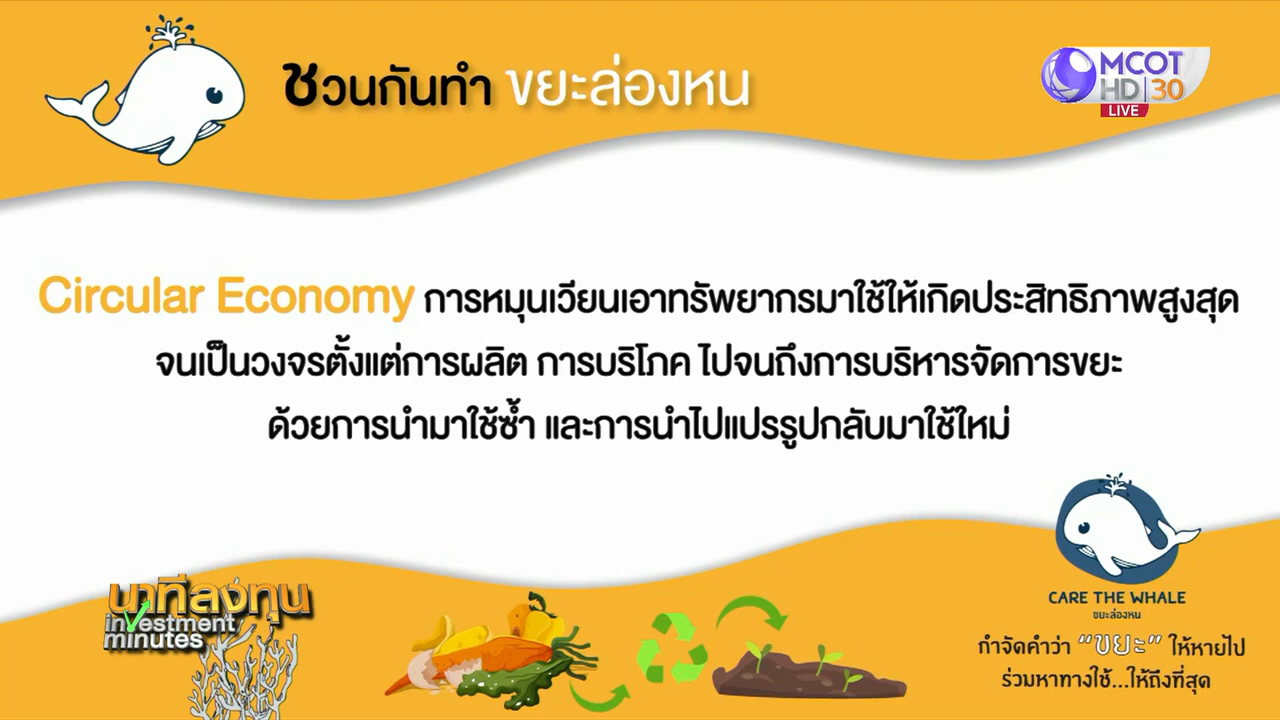 ชวนกันทำ ขยะล่องหน
MCOT
HD 30
LIVE
Circular Economy การหมุนเวียนเอาทรัพยากรมาใช้ให้เกิดประสิทธิภาพสูงสุด
จนเป็นวงจรตั้งแต่การผลิต การบริโภค ไปจนถึงการบริหารจัดการขยะ
ด้วยการนำมาใช้ซ้ำ และการนำไปแปรรูปกลับมาใช้ใหม่
นาทีลงทุน
investment
minutes
CARE THE WHALE
ขยะล่องหน
กำจัดคำว่า “ขยะ” ให้หายไป
ร่วมหาทางใช้...ให้ถึงที่สุด